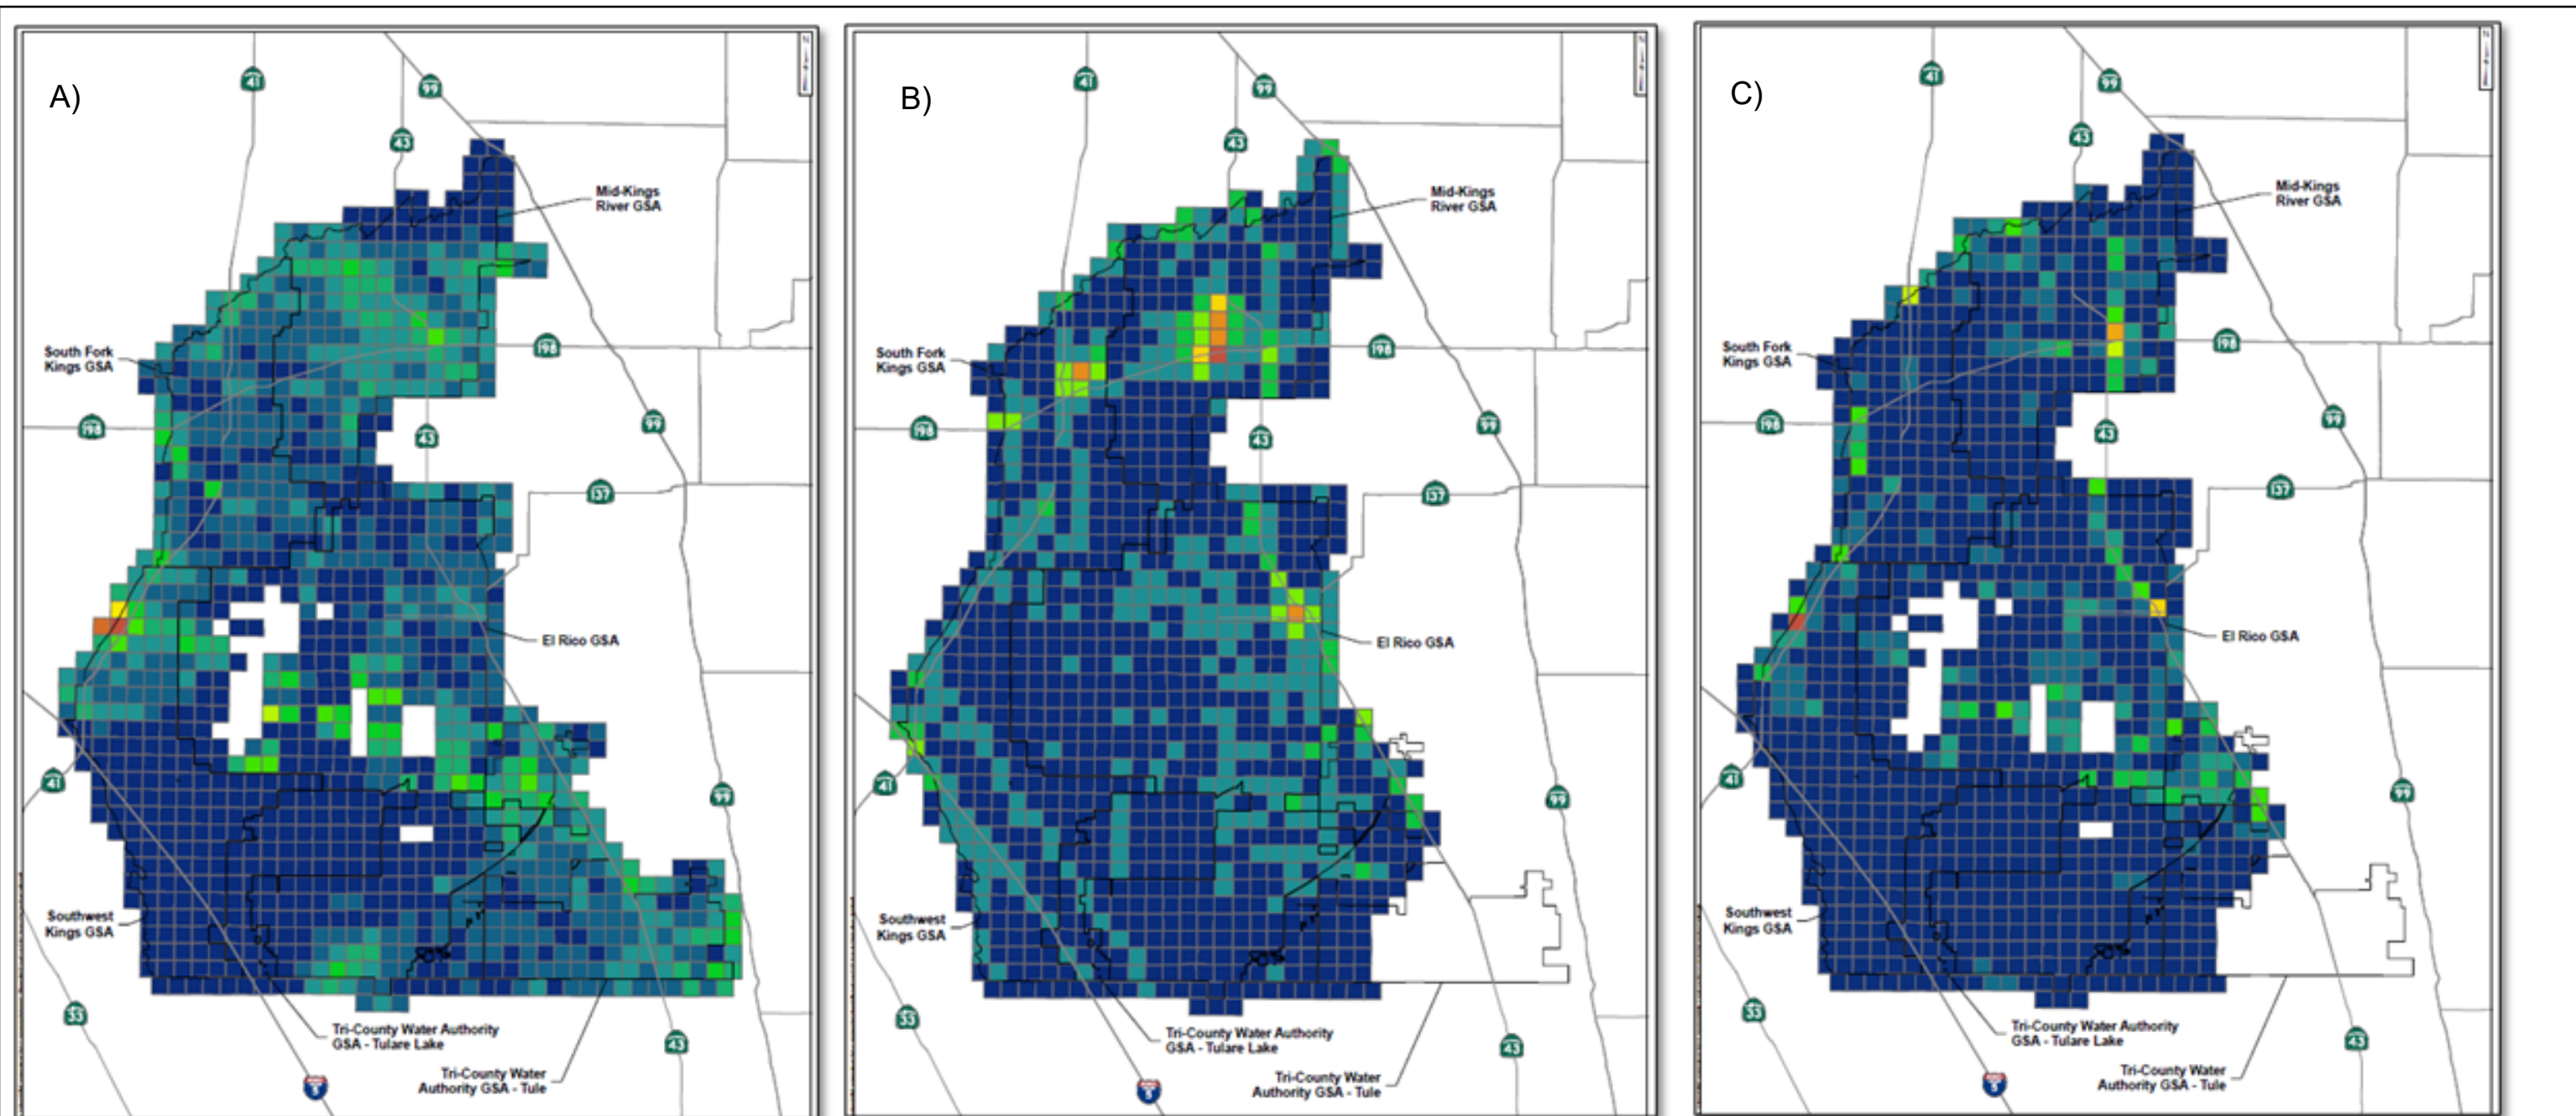 A)
41
99
43
Mid-Kings
River GSA
South Fork
Kings GSA
198
198
99
43
137
El Rico GSA
41
99
Southwest
Kings GSA
33
Tri-County Water Authority
GSA - Tulare Lake
43
Tri-County Water
Authority GSA - Tule
5
B)
41
99
43
Mid-Kings
River GSA
South Fork
Kings GSA
198
198
99
43
137
El Rico GSA
41
99
Southwest
Kings GSA
33
Tri-County Water Authority
GSA - Tulare Lake
43
Tri-County Water
Authority GSA - Tule
5
C)
41
99
43
Mid-Kings
River GSA
South Fork
Kings GSA
198
198
99
43
137
El Rico GSA
41
99
Southwest
Kings GSA
33
Tri-County Water Authority
GSA - Tulare Lake
43
Tri-County Water
Authority GSA - Tule
5